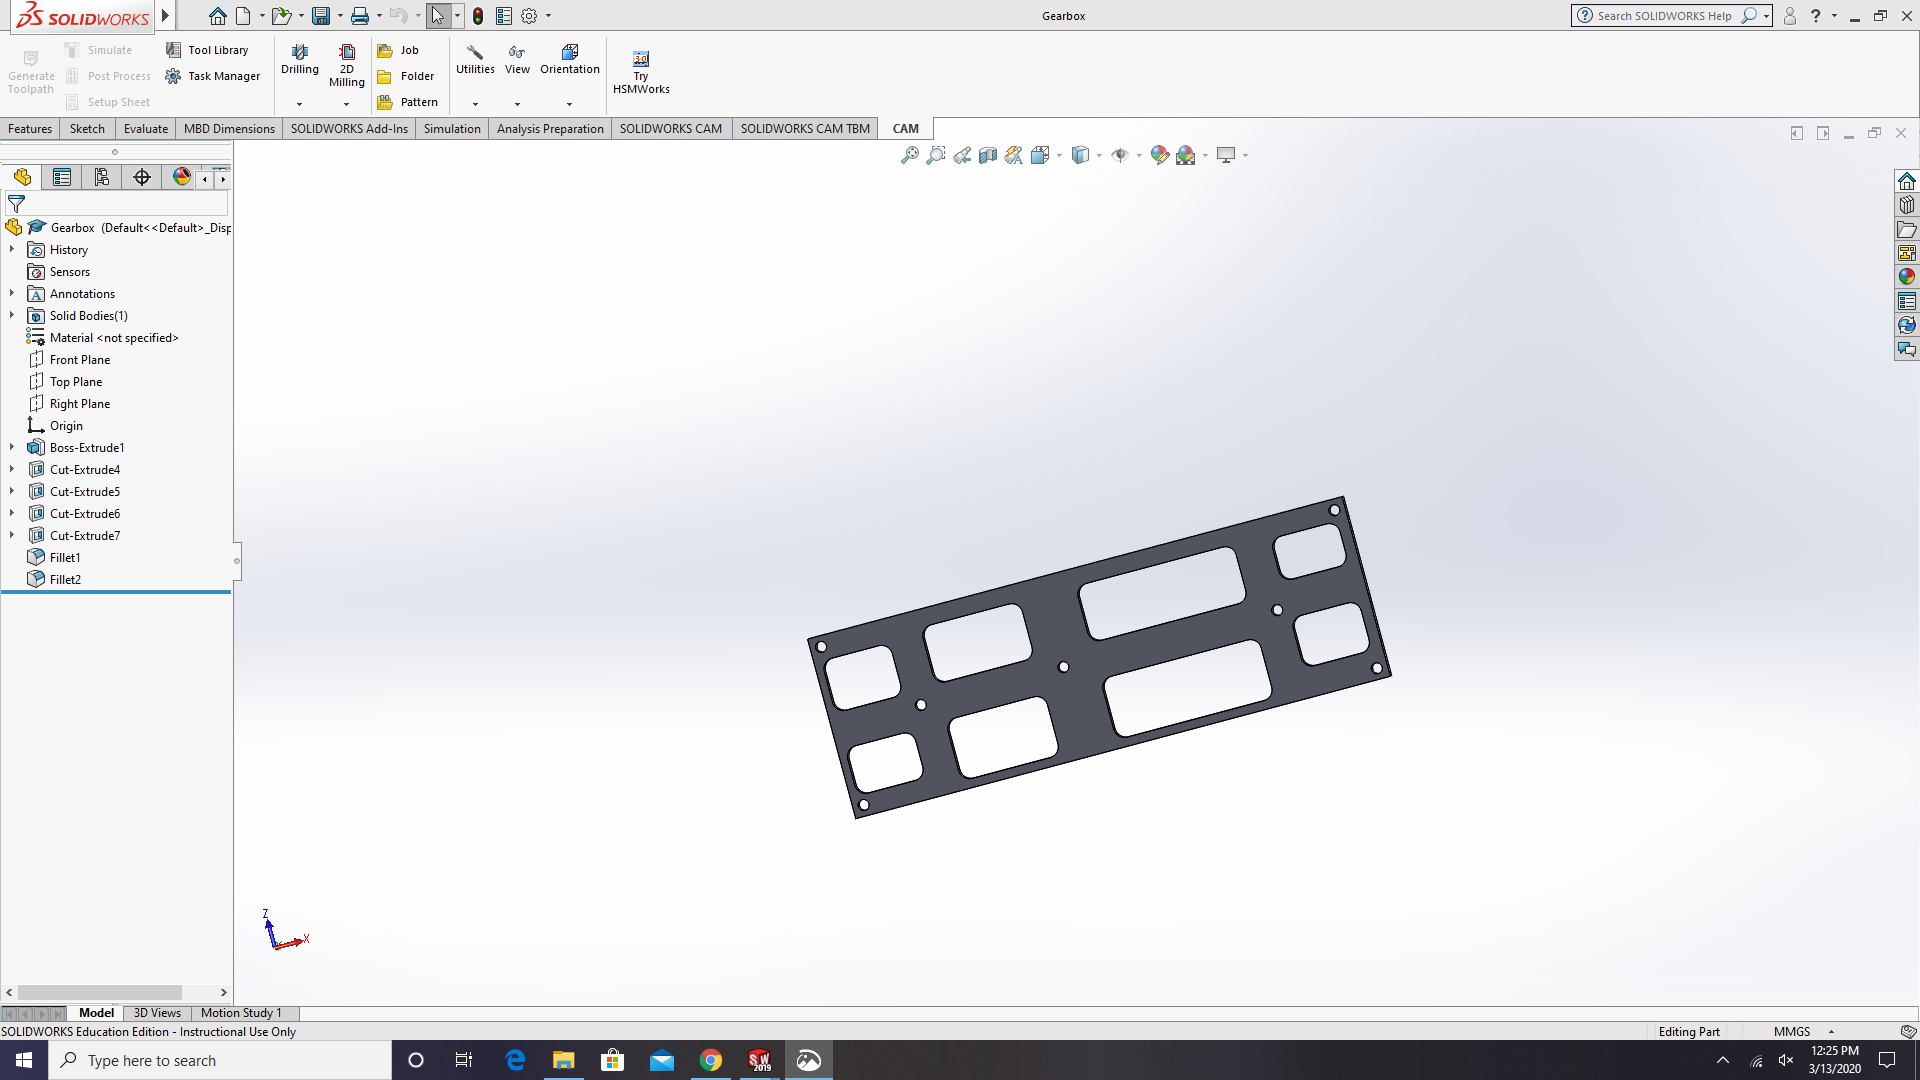 SOLIDWORKS
Gearbox
Search SOLIDWORKS Help
Generate Toolpath
Simulate
Post Process
Setup Sheet
Tool Library
Task Manager
Drilling
2D Milling
Job
Folder
Pattern
Utilities
View
Orientation
Try HSMWorks
Features
Sketch
Evaluate
MBD Dimensions
SOLIDWORKS Add-Ins
Simulation
Analysis Preparation
SOLIDWORKS CAM
SOLIDWORKS CAM TBM
CAM
Gearbox (Default<<Default>_Disp
History
Sensors
Annotations
Solid Bodies(1)
Material <not specified>
Front Plane
Top Plane
Right Plane
Origin
Boss-Extrude1
Cut-Extrude4
Cut-Extrude5
Cut-Extrude6
Cut-Extrude7
Fillet1
Fillet2
Z
X
Model
3D Views
Motion Study 1
SOLIDWORKS Education Edition - Instructional Use Only
Editing Part
MMGS
Type here to search
SW 2019
12:25 PM
3/13/2020